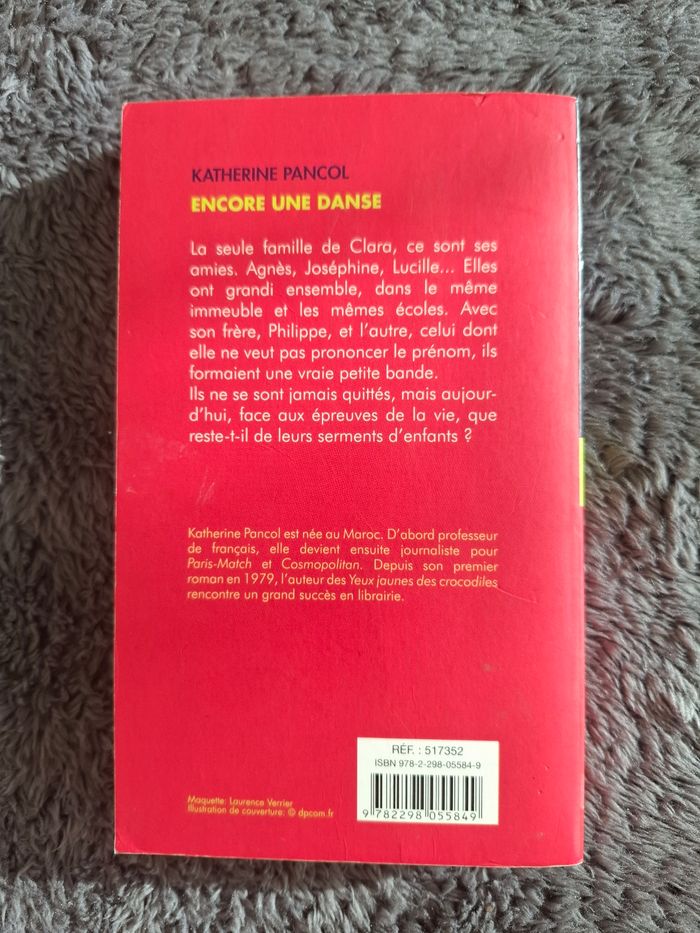 KATHERINE PANCOL
ENCORE UNE DANSE
La seule famille de Clara, ce sont ses
amies. Agnès, Joséphine, Lucille... Elles
ont grandi ensemble, dans le même
immeuble et les mêmes écoles. Avec
son frère, Philippe, et l'autre, celui dont
elle ne veut pas prononcer le prénom, ils
formaient une vraie petite bande.
Ils ne se sont jamais quittés, mais aujour-
d'hui, face aux épreuves de la vie, que
reste-t-il de leurs serments d'enfants ?
Katherine Pancol est née au Maroc. D'abord professeur
de français, elle devient ensuite journaliste pour
Paris-Match et Cosmopolitan. Depuis son premier
roman en 1979, l'auteur des Yeux jaunes des crocodiles
rencontre un grand succès en librairie.
RÉF. : 517352
ISBN 978-2-298-05584-9
9 782298 055849
Maquette: Laurence Verrier
Illustration de couverture: © dpcom.fr